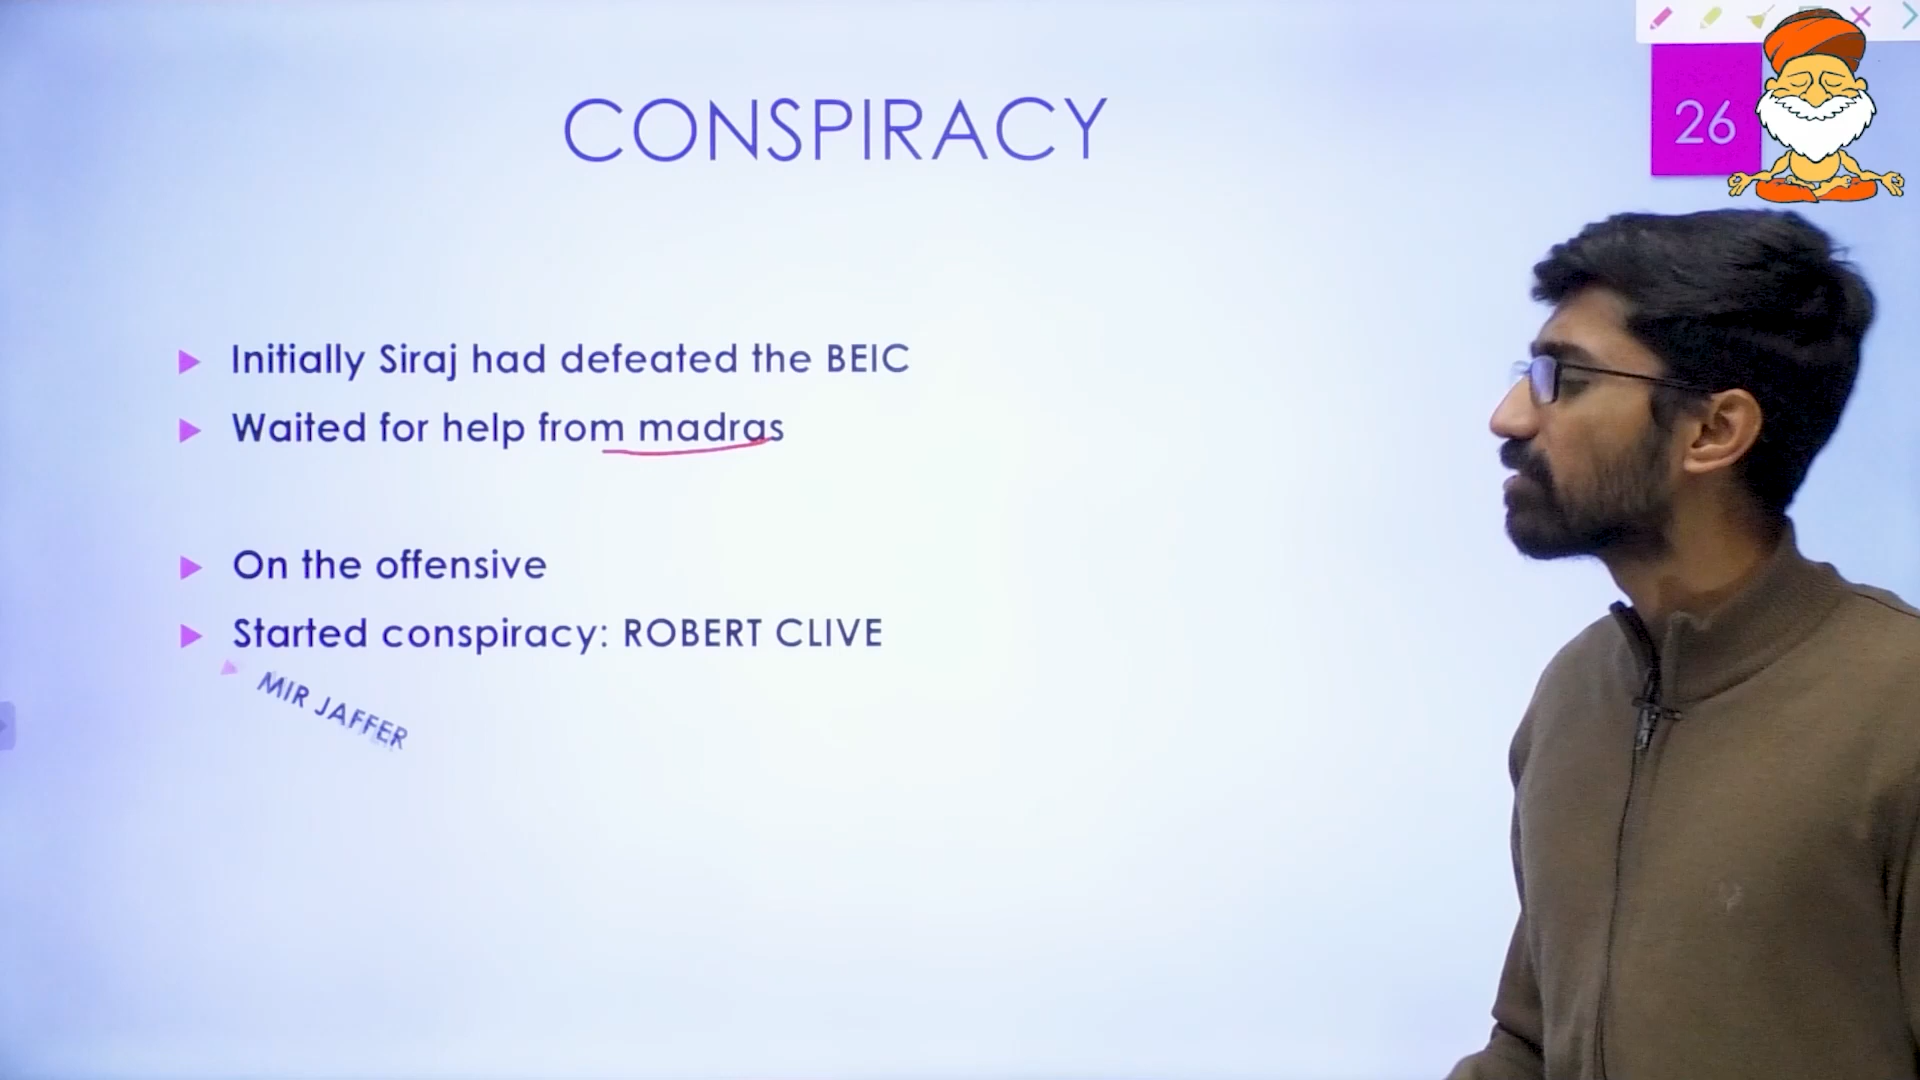 CONSPIRACY
26
Initially Siraj had defeated the BEIC
Waited for help from madras
On the offensive
Started conspiracy: ROBERT CLIVE
MIR JAFFER